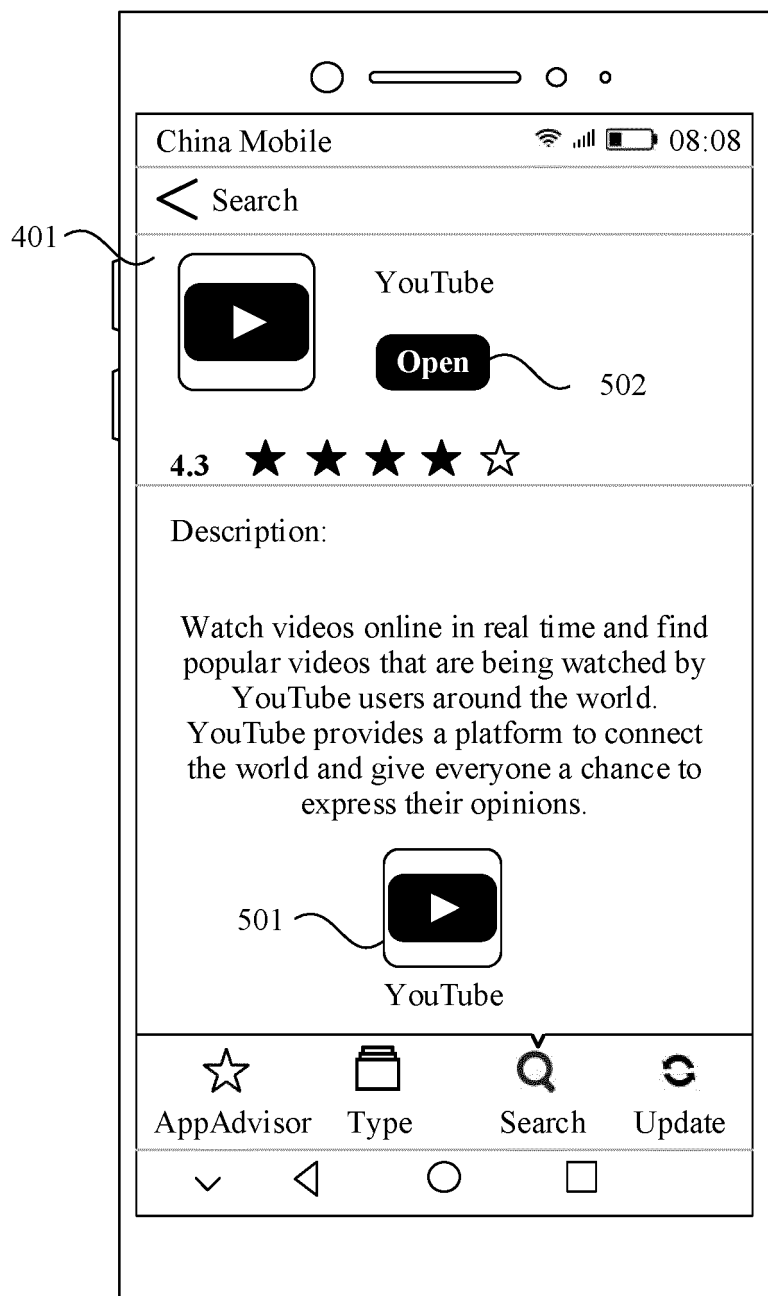 China Mobile 08:08
Search
401
YouTube
Open
502
4.3
Description:
Watch videos online in real time and find
popular videos that are being watched by
YouTube users around the world.
YouTube provides a platform to connect
the world and give everyone a chance to
express their opinions.
501
YouTube
AppAdvisor Type Search Update